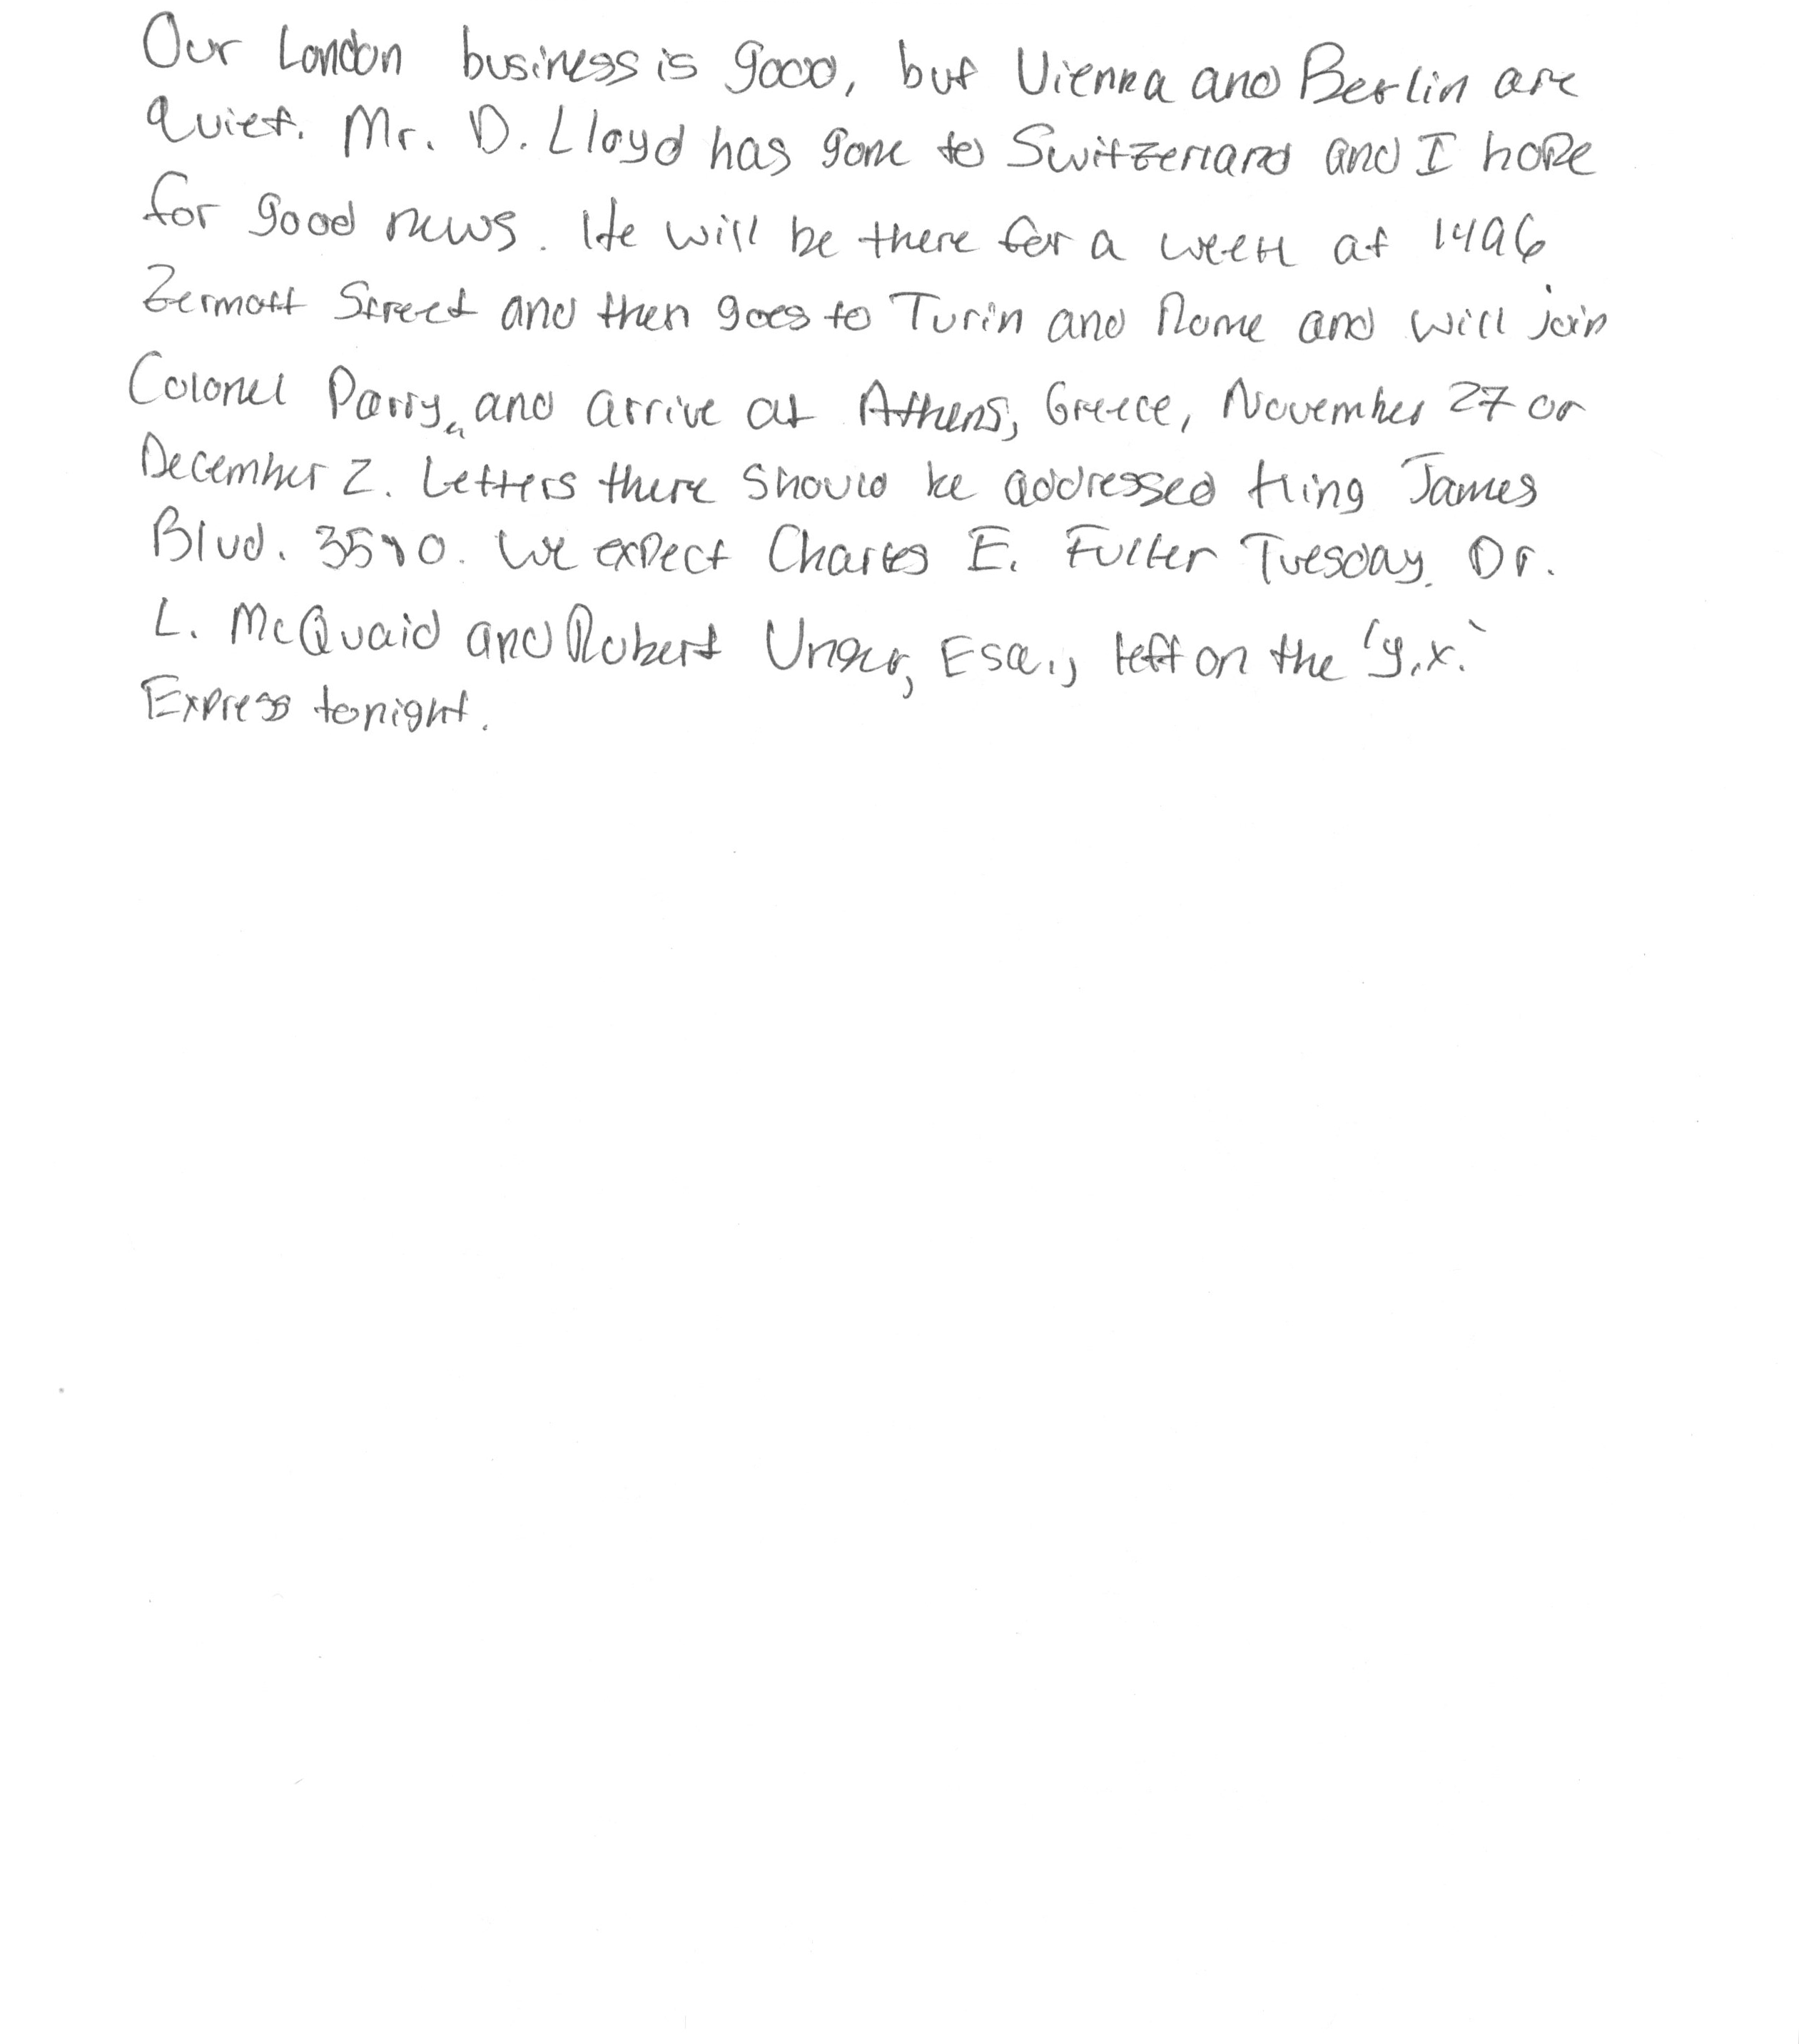 Our London business is good, but Vienna and Berlin are
quiet. Mr. D. Lloyd has gone to Switzerland and I hope
for good news. He will be there for a week at 1496
Zermott Street and then goes to Turin and Rome and will join
Colonel Parry, and arrive at Athens, Greece, November 27 or
December 2. Letters there should be addressed King James
Blvd. 3590. We expect Charles E. Fuller Tuesday. Dr.
L. McQuaid and Robert Unger, Esq., left on the 'Y.X.'
Express tonight.